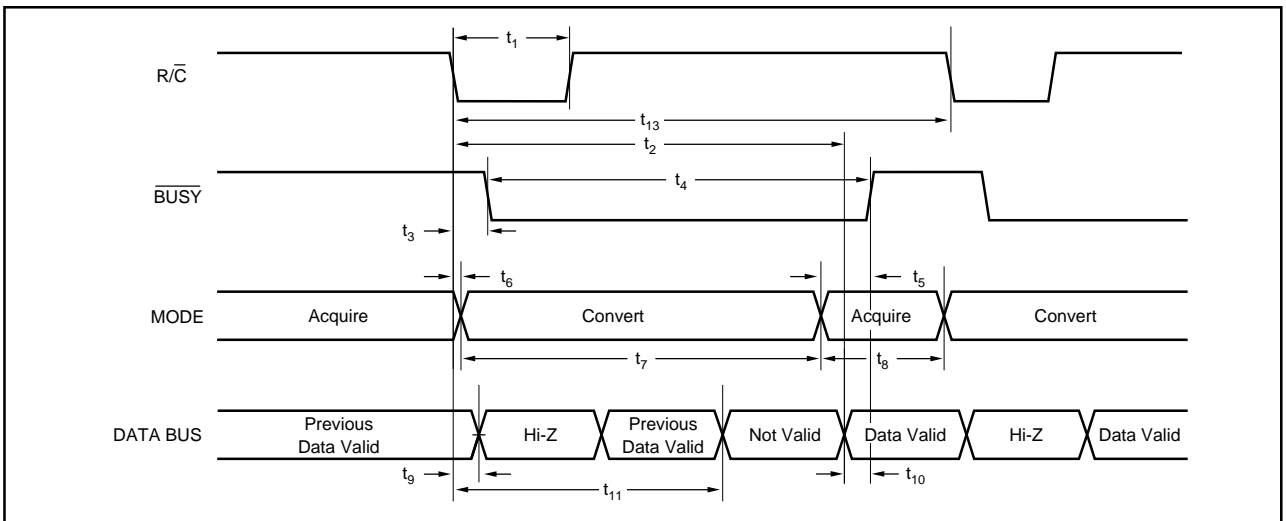 t₁
R/C̅
t₁₃
t₂
B̅U̅S̅Y̅
t₄
t₃
t₆
t₅
MODE
Acquire
Convert
Acquire
Convert
t₇
t₈
DATA BUS
Previous
Data Valid
Hi-Z
Previous
Data Valid
Not Valid
Data Valid
Hi-Z
Data Valid
t₉
t₁₁
t₁₀